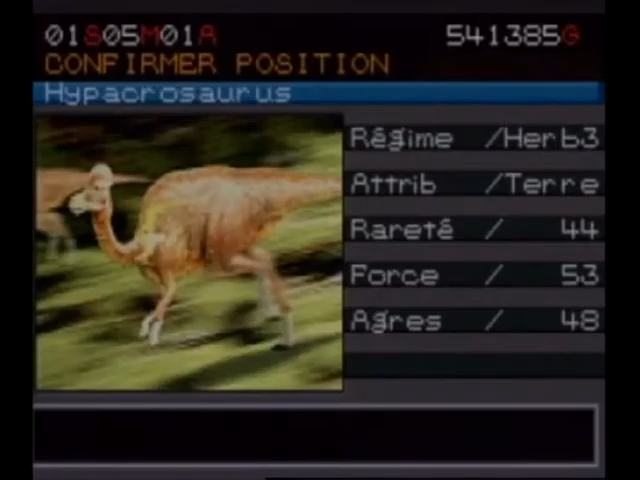 01S05M01A 541385G
CONFIRMER POSITION
Hypacrosaurus
Régime /Herb3
Attrib /Terre
Rareté / 44
Force / 53
Agres / 48